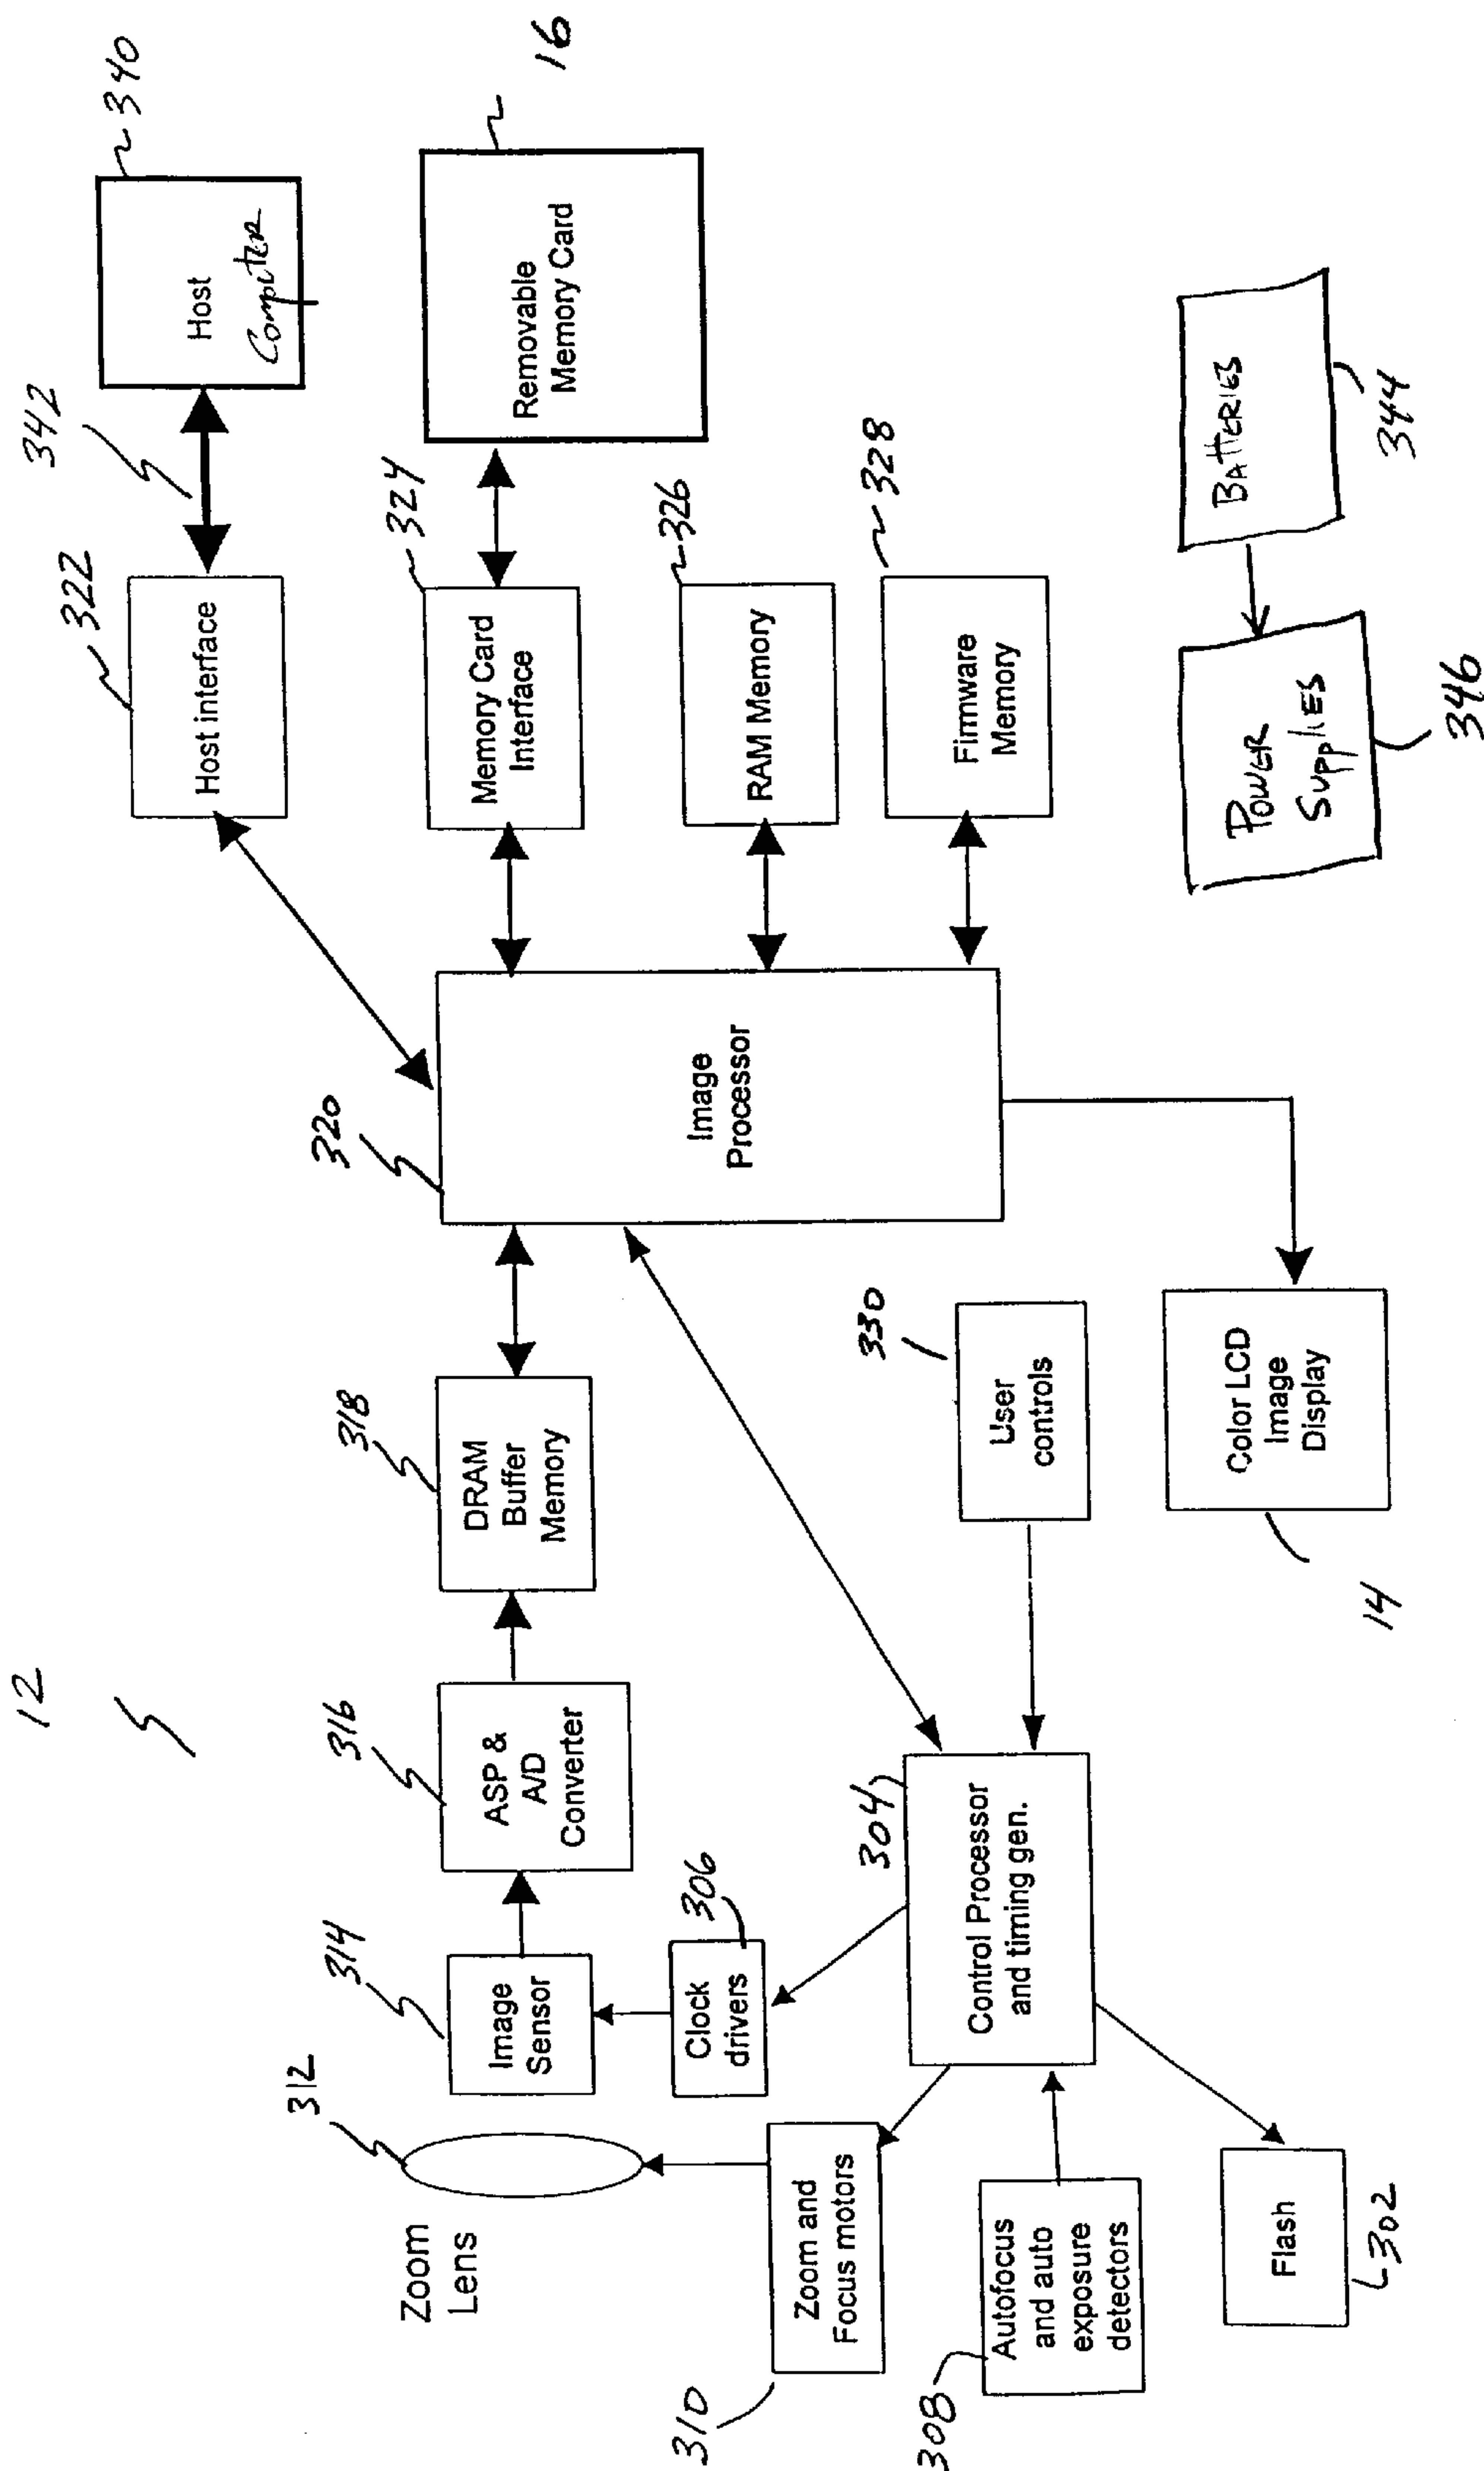 12
340
Host
Computer
342
322
Host interface
16
Removable
Memory Card
324
Memory Card
Interface
326
RAM Memory
328
Firmware
Memory
320
Image
Processor
318
DRAM
Buffer
Memory
316
ASP &
A/D
Converter
314
Image
Sensor
312
Zoom
Lens
306
Clock
drivers
310
Zoom and
Focus motors
304
Control Processor
and timing gen.
330
User
controls
308
Autofocus
and auto
exposure
detectors
Flash
302
Color LCD
Image
Display
14
BATTERIES
344
POWER
SUPPLIES
346